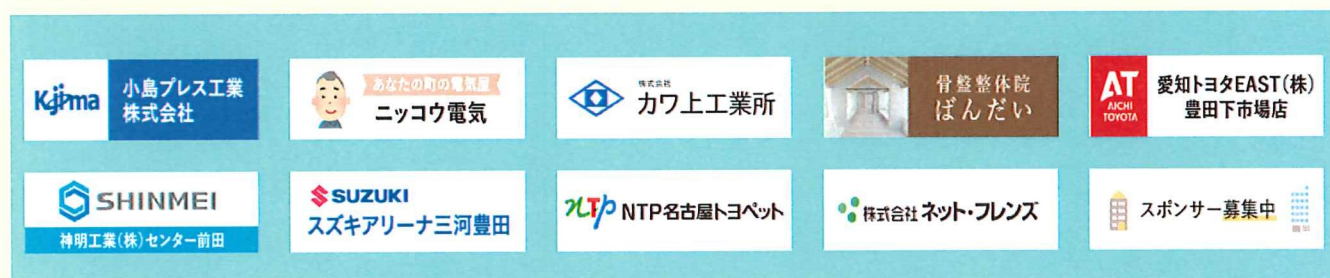 Kojima
小島プレス工業
株式会社
あなたの町の電気屋
ニッコウ電気
株式会社
カワ上工業所
骨盤整体院
ばんだい
AT
AICHI
TOYOTA
愛知トヨタEAST(株)
豊田下市場店
SHINMEI
神明工業(株)センター前田
SUZUKI
スズキアリーナ三河豊田
NTP NTP名古屋トヨペット
株式会社ネット・フレンズ
スポンサー募集中